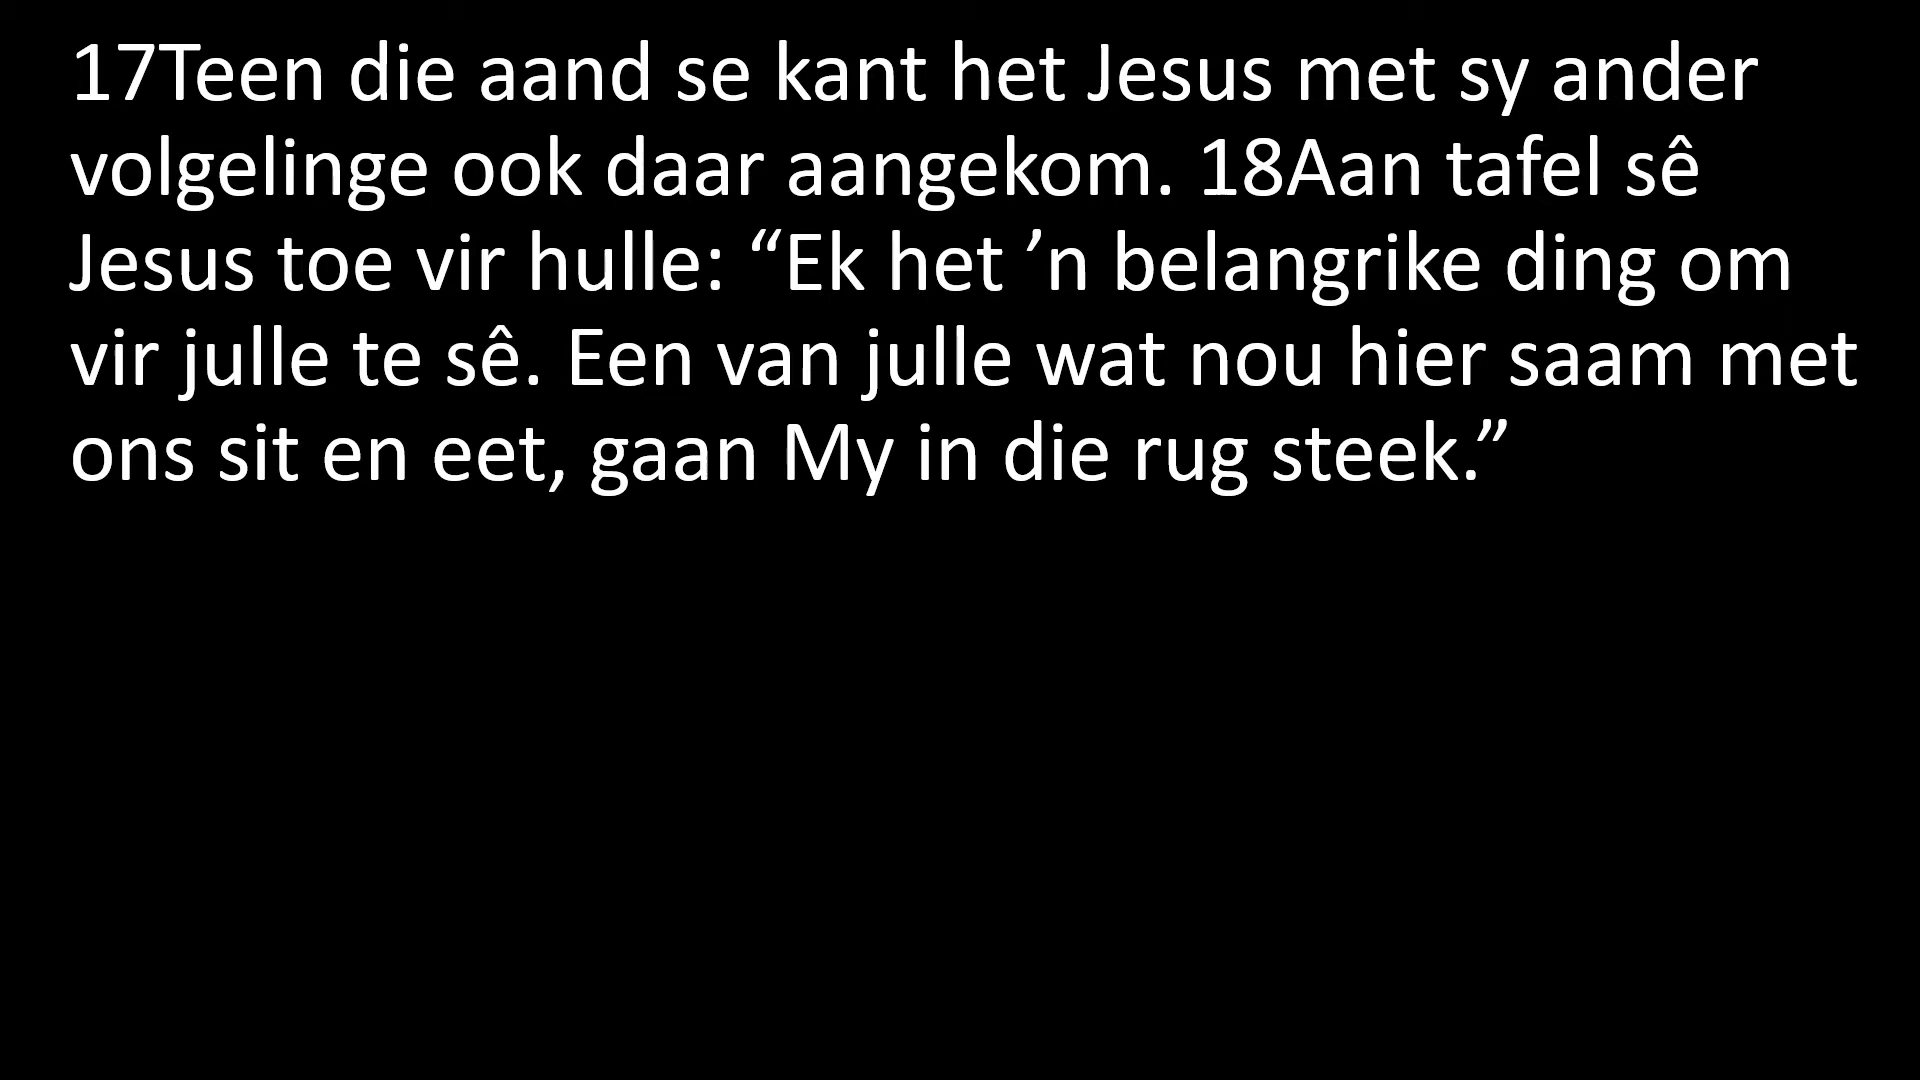 17Teen die aand se kant het Jesus met sy ander
volgelinge ook daar aangekom. 18Aan tafel sê
Jesus toe vir hulle: “Ek het ’n belangrike ding om
vir julle te sê. Een van julle wat nou hier saam met
ons sit en eet, gaan My in die rug steek.”